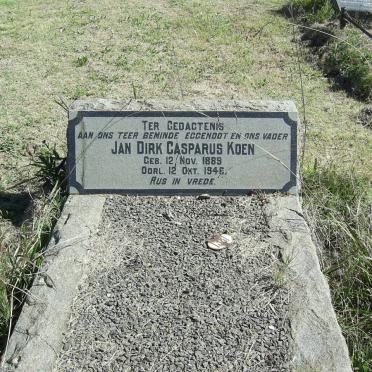 TER GEDACTENIS
AAN ONS TEER BEMINDE EGGENOOT EN ONS VADER
JAN DIRK CASPARUS KOEN
GEB. 12 NOV. 1889
OORL. 12 OKT. 1946.
RUS IN VREDE.